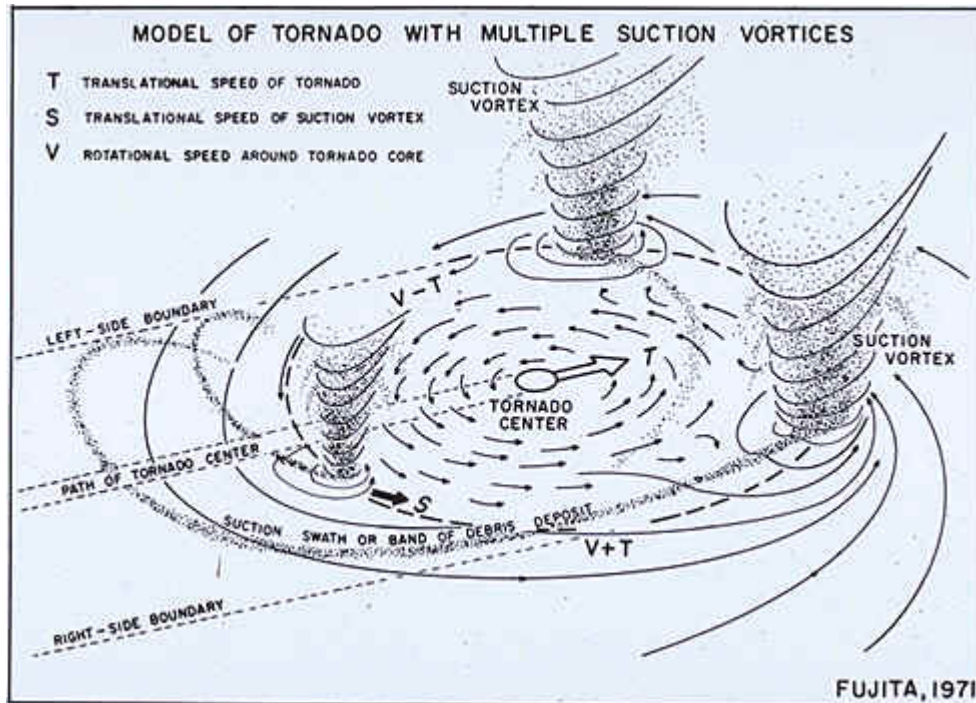 MODEL OF TORNADO WITH MULTIPLE SUCTION VORTICES
T TRANSLATIONAL SPEED OF TORNADO
S TRANSLATIONAL SPEED OF SUCTION VORTEX
V ROTATIONAL SPEED AROUND TORNADO CORE
SUCTION
VORTEX
LEFT-SIDE BOUNDARY
V-T
T
SUCTION
VORTEX
TORNADO
CENTER
PATH OF TORNADO CENTER
S
SUCTION SWATH OR BAND OF DEBRIS DEPOSIT
V+T
RIGHT-SIDE BOUNDARY
FUJITA, 1971